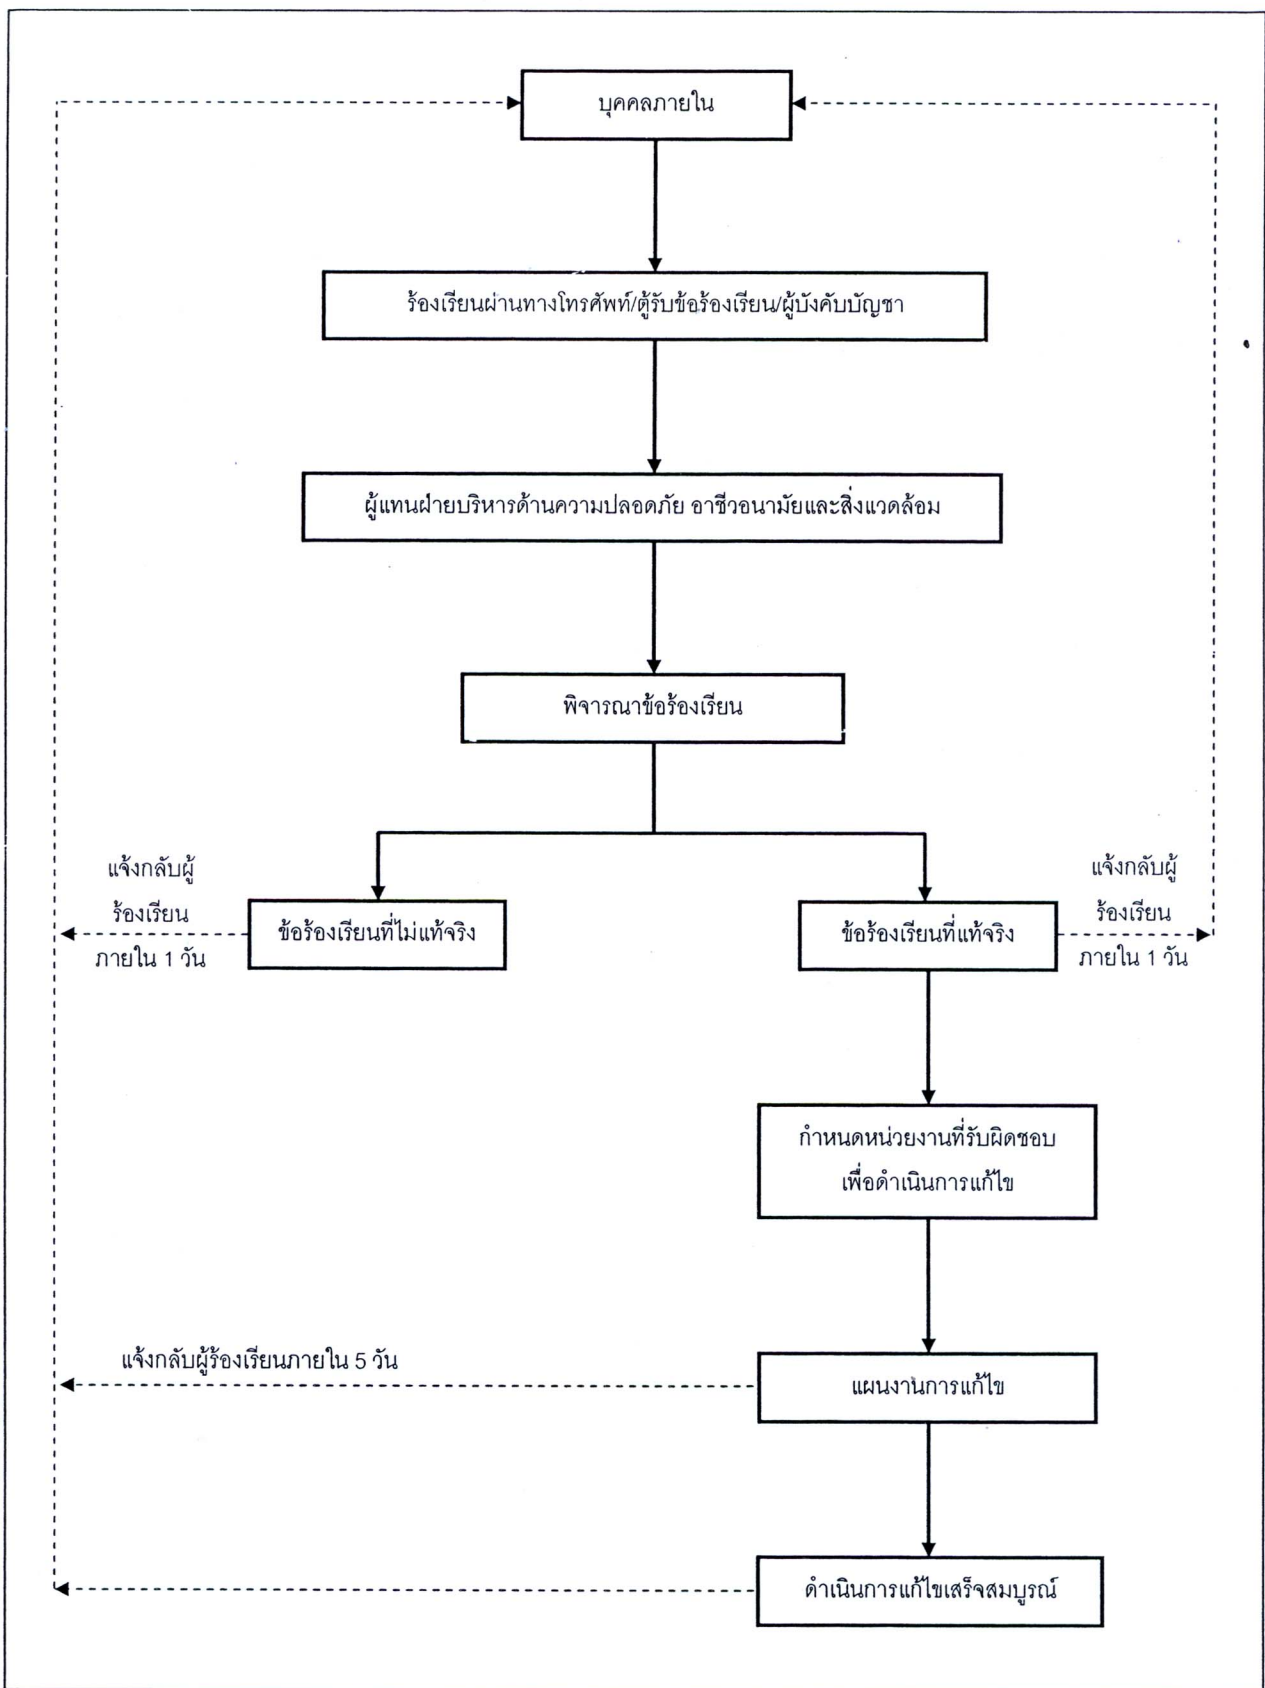 บุคคลภายใน
ร้องเรียนผ่านทางโทรศัพท์/ตู้รับข้อร้องเรียน/ผู้บังคับบัญชา
ผู้แทนฝ่ายบริหารด้านความปลอดภัย อาชีวอนามัยและสิ่งแวดล้อม
พิจารณาข้อร้องเรียน
แจ้งกลับผู้
ร้องเรียน
ภายใน 1 วัน
ข้อร้องเรียนที่ไม่แท้จริง
ข้อร้องเรียนที่แท้จริง
แจ้งกลับผู้
ร้องเรียน
ภายใน 1 วัน
กำหนดหน่วยงานที่รับผิดชอบ
เพื่อดำเนินการแก้ไข
แจ้งกลับผู้ร้องเรียนภายใน 5 วัน
แผนงานการแก้ไข
ดำเนินการแก้ไขเสร็จสมบูรณ์